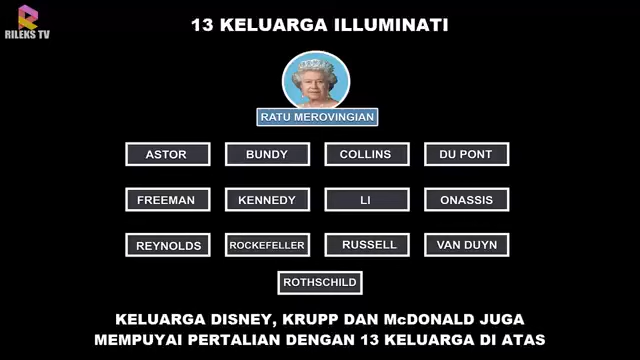 RILEKS TV
13 KELUARGA ILLUMINATI
RATU MEROVINGIAN
ASTOR BUNDY COLLINS DU PONT
FREEMAN KENNEDY LI ONASSIS
REYNOLDS ROCKEFELLER RUSSELL VAN DUYN
ROTHSCHILD
KELUARGA DISNEY, KRUPP DAN McDONALD JUGA
MEMPUYAI PERTALIAN DENGAN 13 KELUARGA DI ATAS